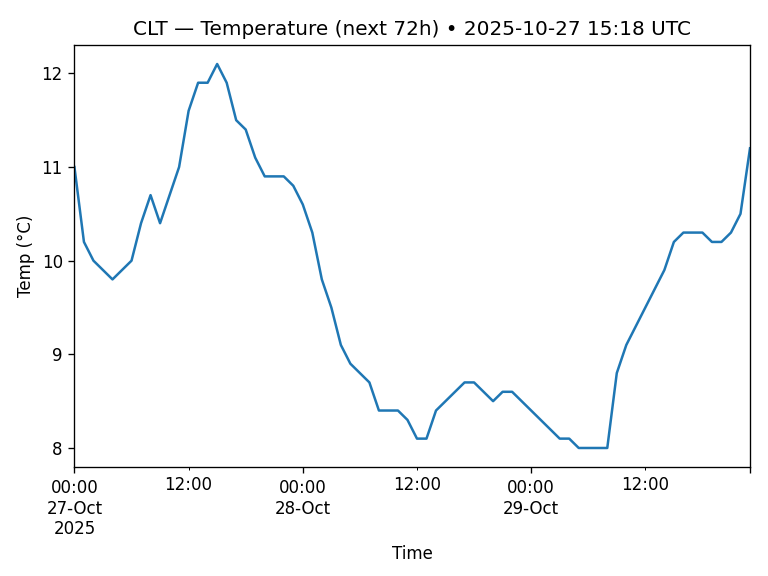 CLT — Temperature (next 72h) • 2025-10-27 15:18 UTC
Temp (°C)
12
11
10
9
8
00:00 12:00 00:00 12:00 00:00 12:00
27-Oct 28-Oct 29-Oct
2025
Time